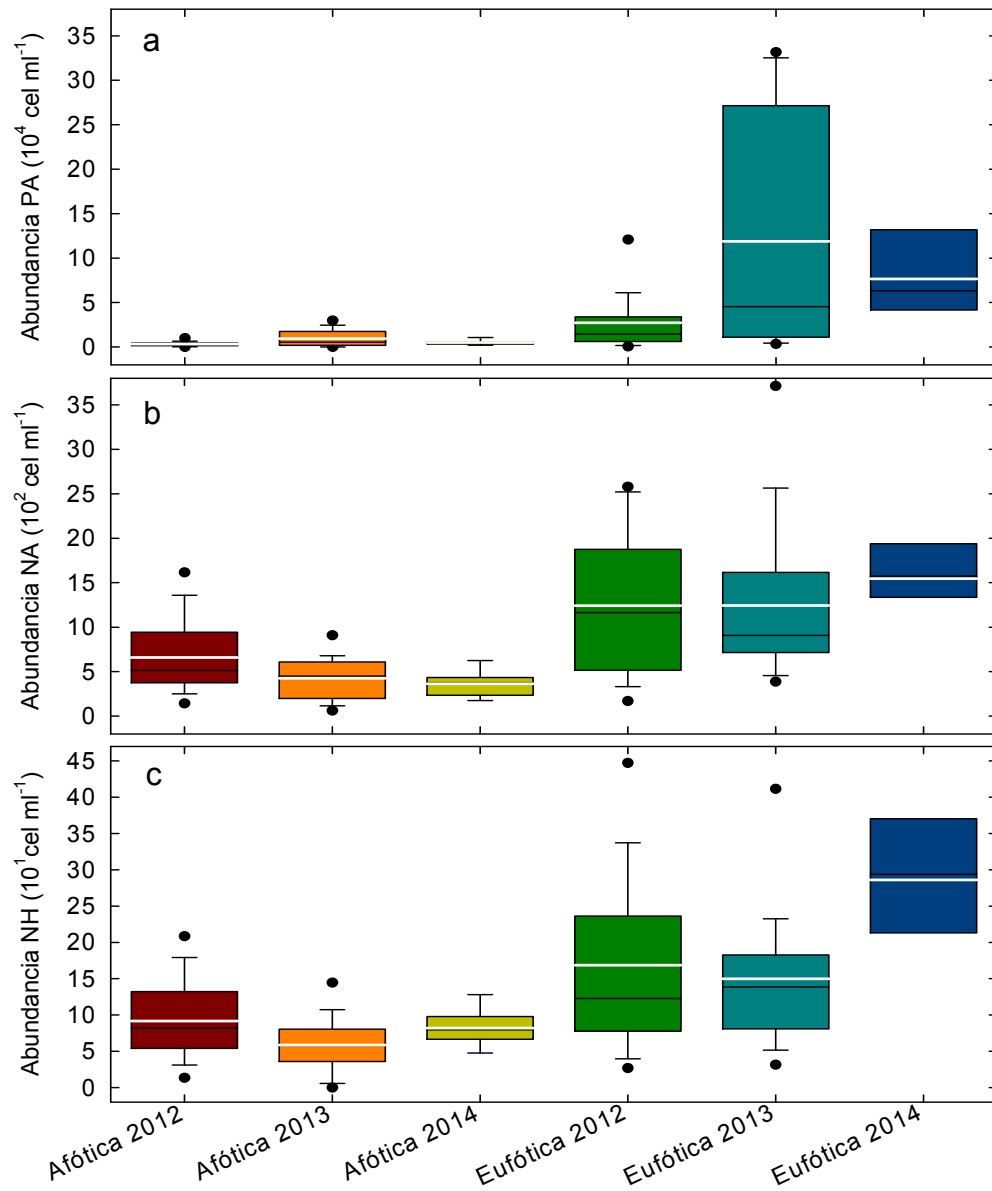 a
Abundancia PA (10⁴ cel ml⁻¹)
35
30
25
20
15
10
5
0
b
Abundancia NA (10² cel ml⁻¹)
35
30
25
20
15
10
5
0
c
Abundancia NH (10¹cel ml⁻¹)
45
40
35
30
25
20
15
10
5
0
Afótica 2012
Afótica 2013
Afótica 2014
Eufótica 2012
Eufótica 2013
Eufótica 2014